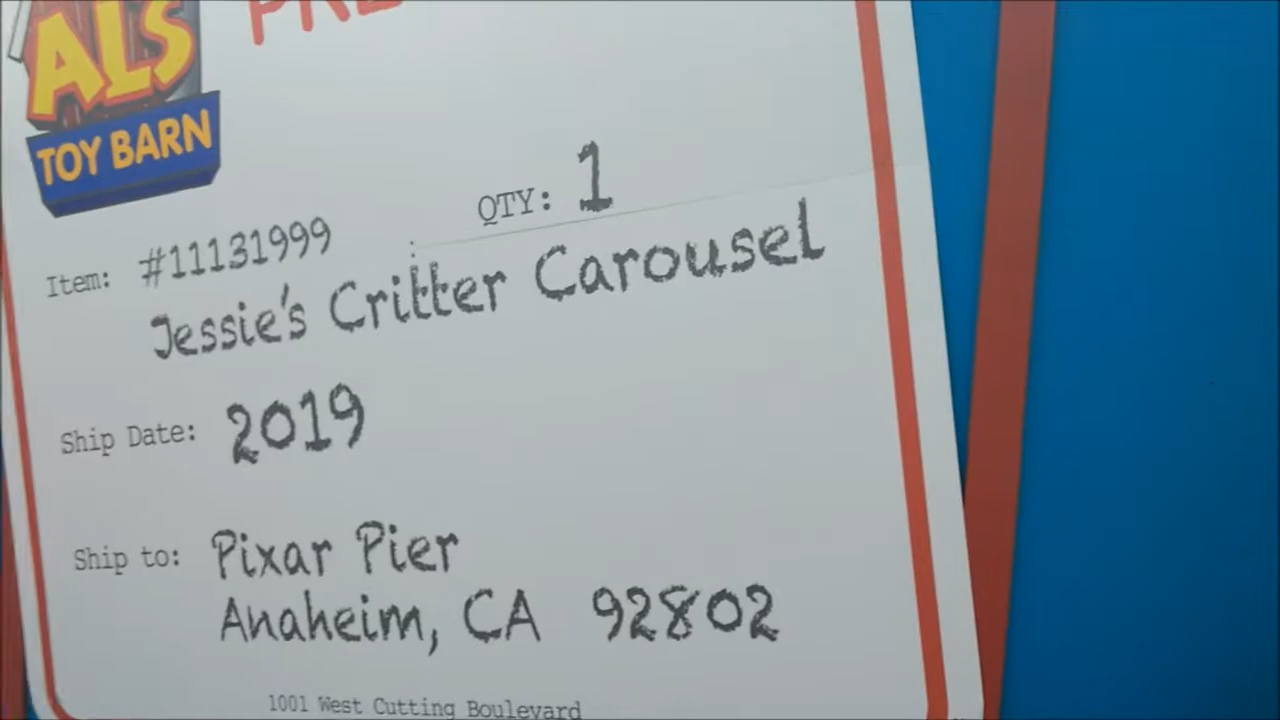 ALS
TOY BARN
QTY: 1
Item: #11131999
Jessie's Critter Carousel
Ship Date: 2019
Ship to: Pixar Pier
Anaheim, CA 92802
1001 West Cutting Boulevard